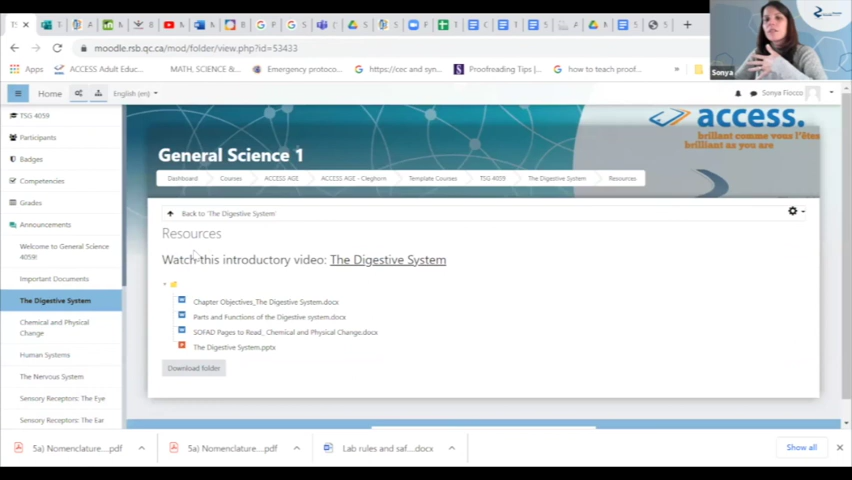 moodle.rsb.qc.ca/mod/folder/view.php?id=53433
Apps ACCESS Adult Educ... MATH, SCIENCE &... Emergency protoco... https://cec and syn... Proofreading Tips |... how to teach proof... »
Sonya
Home English (en) Sonya Fiocco
TSG 4059
Participants
Badges
Competencies
Grades
Announcements
Welcome to General Science 4059!
Important Documents
The Digestive System
Chemical and Physical Change
Human Systems
The Nervous System
Sensory Receptors: The Eye
Sensory Receptors: The Ear
access.
brillant comme vous l'êtes
brilliant as you are
General Science 1
Dashboard Courses ACCESS AGE ACCESS AGE - Cleghorn Template Courses TSG 4059 The Digestive System Resources
Back to 'The Digestive System'
Resources
Watch this introductory video: The Digestive System
Chapter Objectives_The Digestive System.docx
Parts and Functions of the Digestive system.docx
SOFAD Pages to Read_ Chemical and Physical Change.docx
The Digestive System.pptx
Download folder
5a) Nomenclature....pdf 5a) Nomenclature....pdf Lab rules and saf....docx Show all